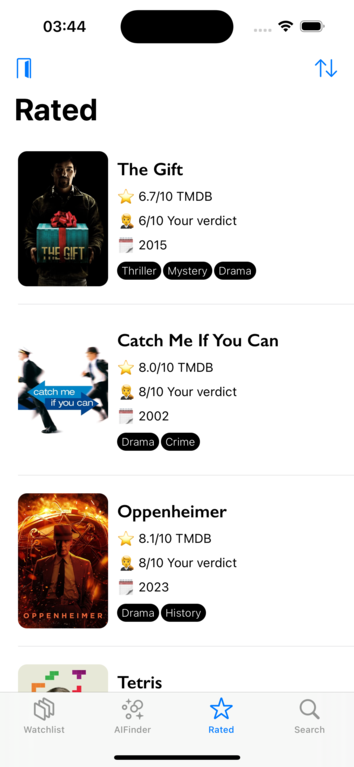 03:44
Rated
THE GIFT
The Gift
6.7/10 TMDB
6/10 Your verdict
2015
Thriller Mystery Drama
catch me
if you can
Catch Me If You Can
8.0/10 TMDB
8/10 Your verdict
2002
Drama Crime
OPPENHEIMER
Oppenheimer
8.1/10 TMDB
8/10 Your verdict
2023
Drama History
Tetris
Watchlist AIFinder Rated Search